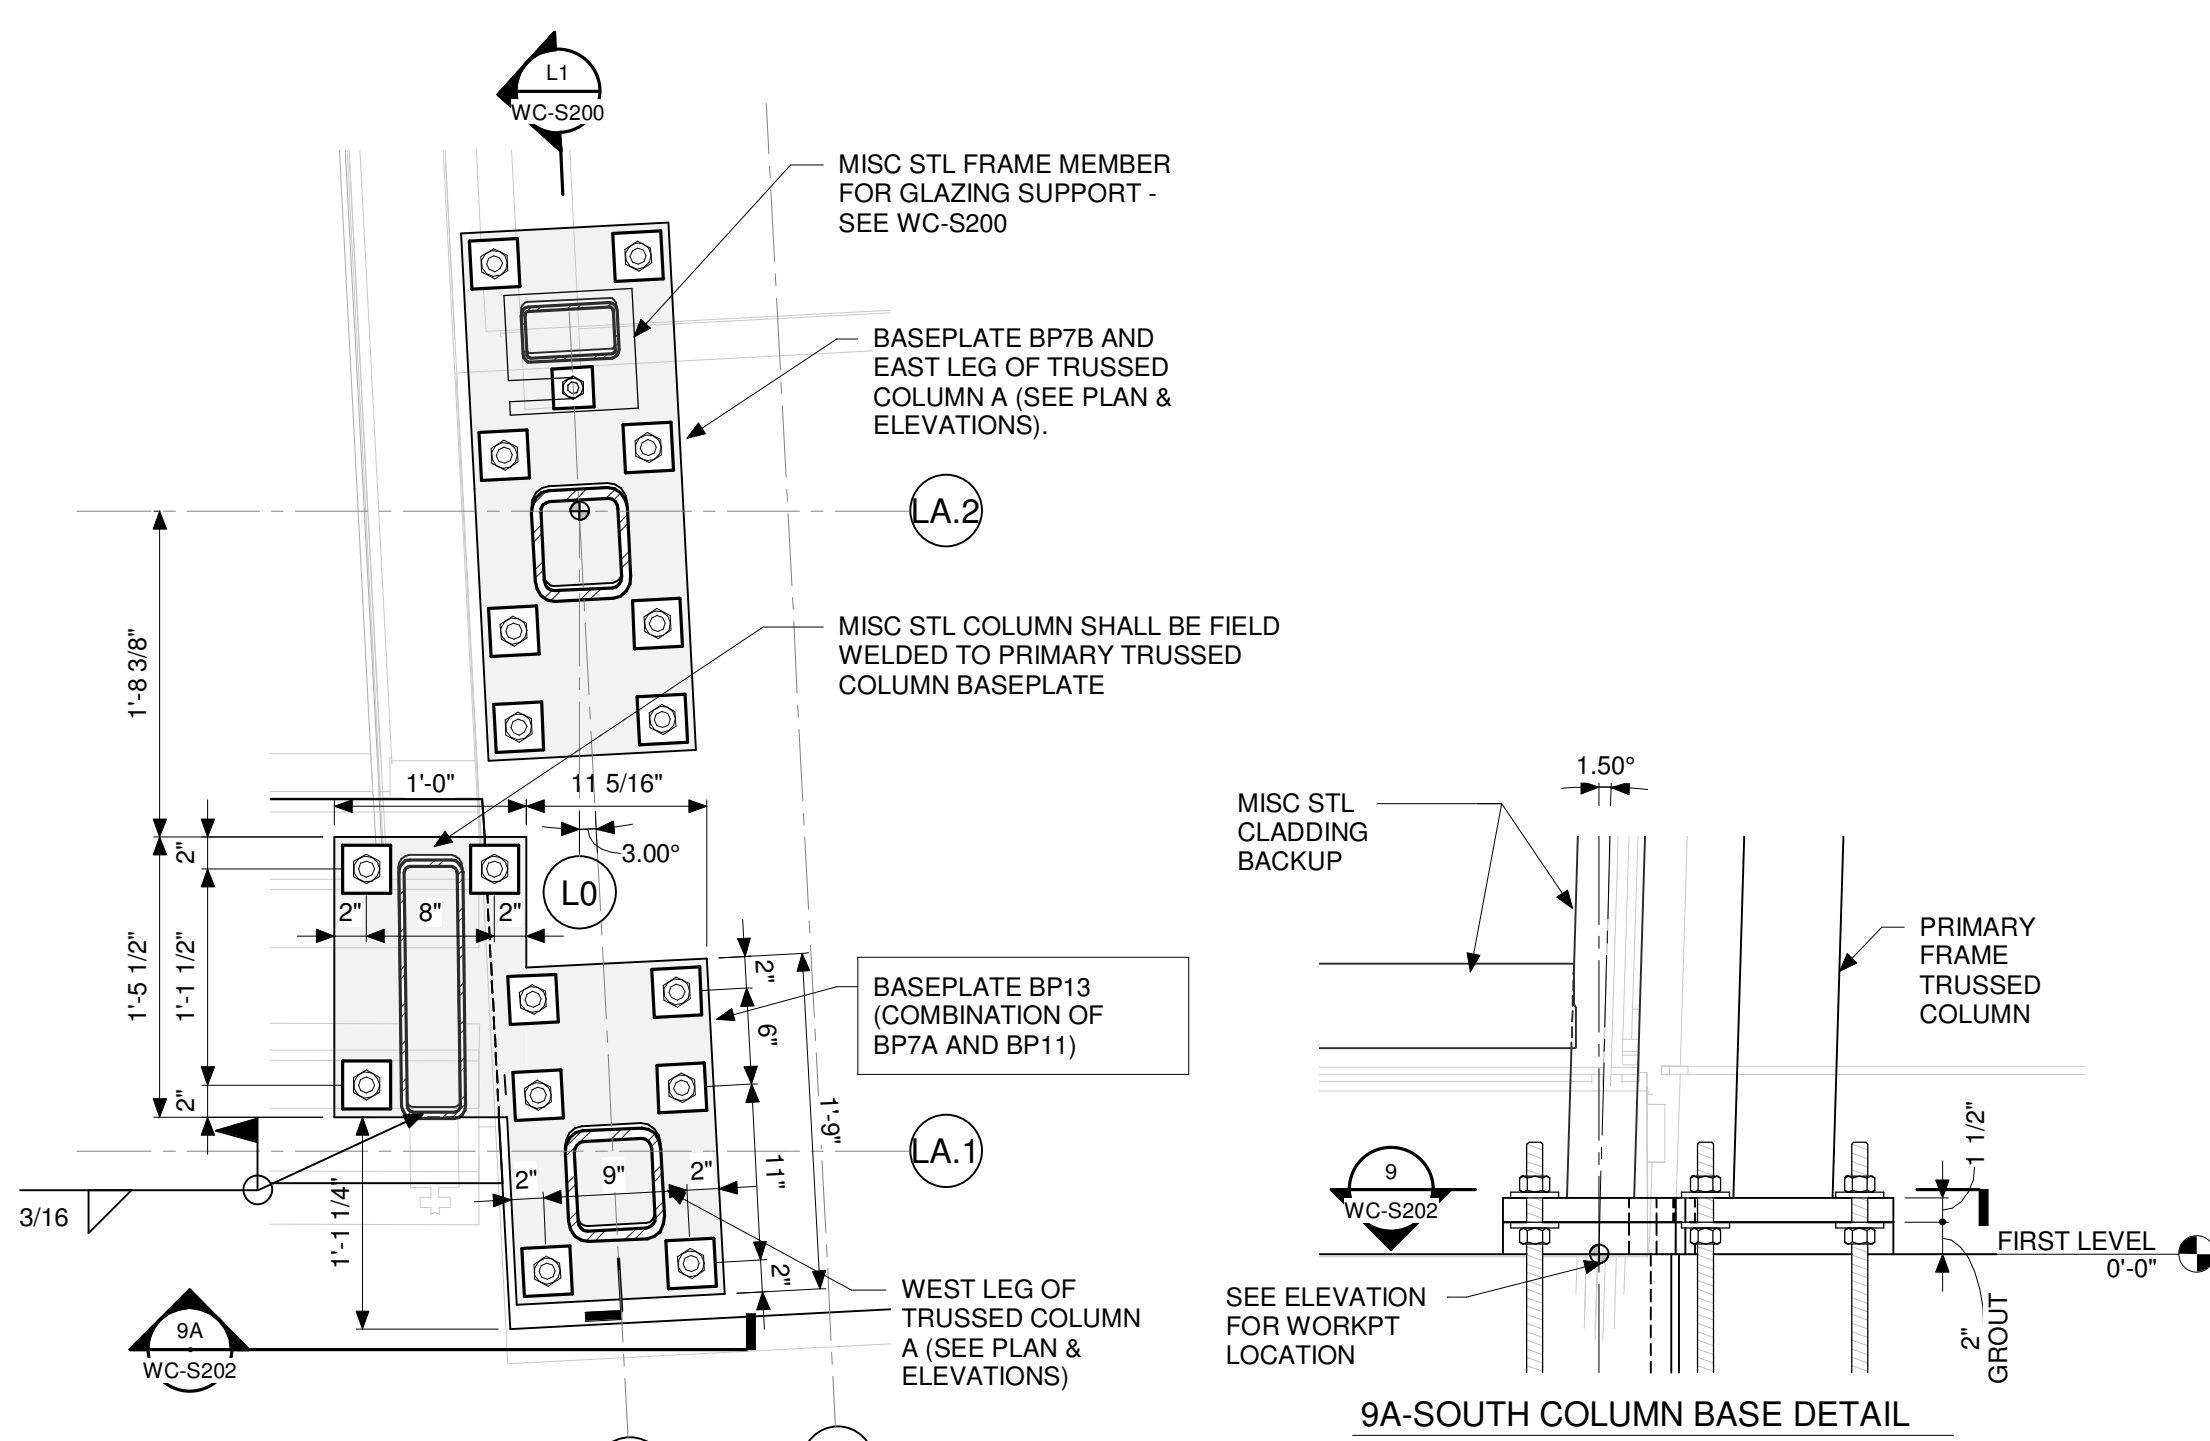 L1
WC-S200
MISC STL FRAME MEMBER
FOR GLAZING SUPPORT -
SEE WC-S200
BASEPLATE BP7B AND
EAST LEG OF TRUSSED
COLUMN A (SEE PLAN &
ELEVATIONS).
LA.2
MISC STL COLUMN SHALL BE FIELD
WELDED TO PRIMARY TRUSSED
COLUMN BASEPLATE
1'-8 3/8"
1'-0"
11 5/16"
3.00°
L0
2"
2"
8"
2"
1'-5 1/2"
1'-1 1/2"
2"
2"
6"
1'-9"
11"
2"
BASEPLATE BP13
(COMBINATION OF
BP7A AND BP11)
LA.1
2"
9"
2"
3/16
1'-1 1/4"
WEST LEG OF
TRUSSED COLUMN
A (SEE PLAN &
ELEVATIONS)
9A
WC-S202
1.50°
MISC STL
CLADDING
BACKUP
PRIMARY
FRAME
TRUSSED
COLUMN
9
WC-S202
1 1/2"
FIRST LEVEL
0'-0"
SEE ELEVATION
FOR WORKPT
LOCATION
2"
GROUT
9A-SOUTH COLUMN BASE DETAIL